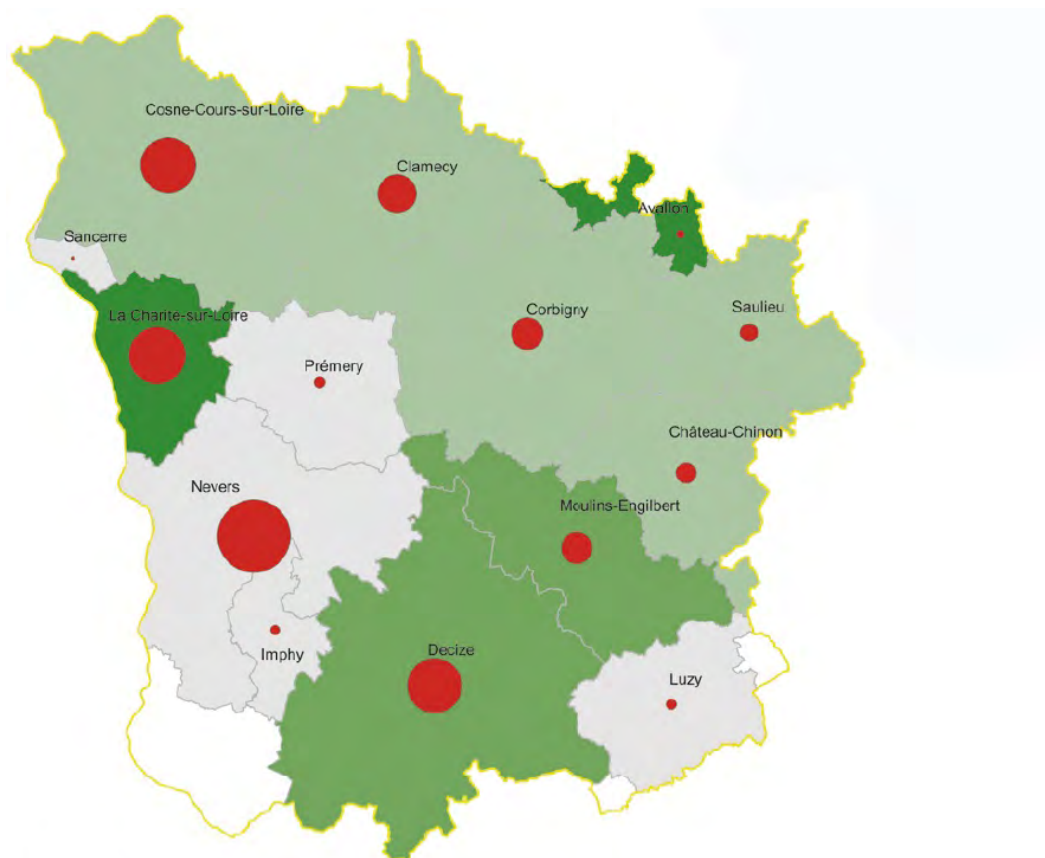 Cosne-Cours-sur-Loire
Clamecy
Avallon
Sancerre
La Charite-sur-Loire
Corbigny
Saulieu
Prémery
Château-Chinon
Nevers
Moulins-Engilbert
Imphy
Decize
Luzy